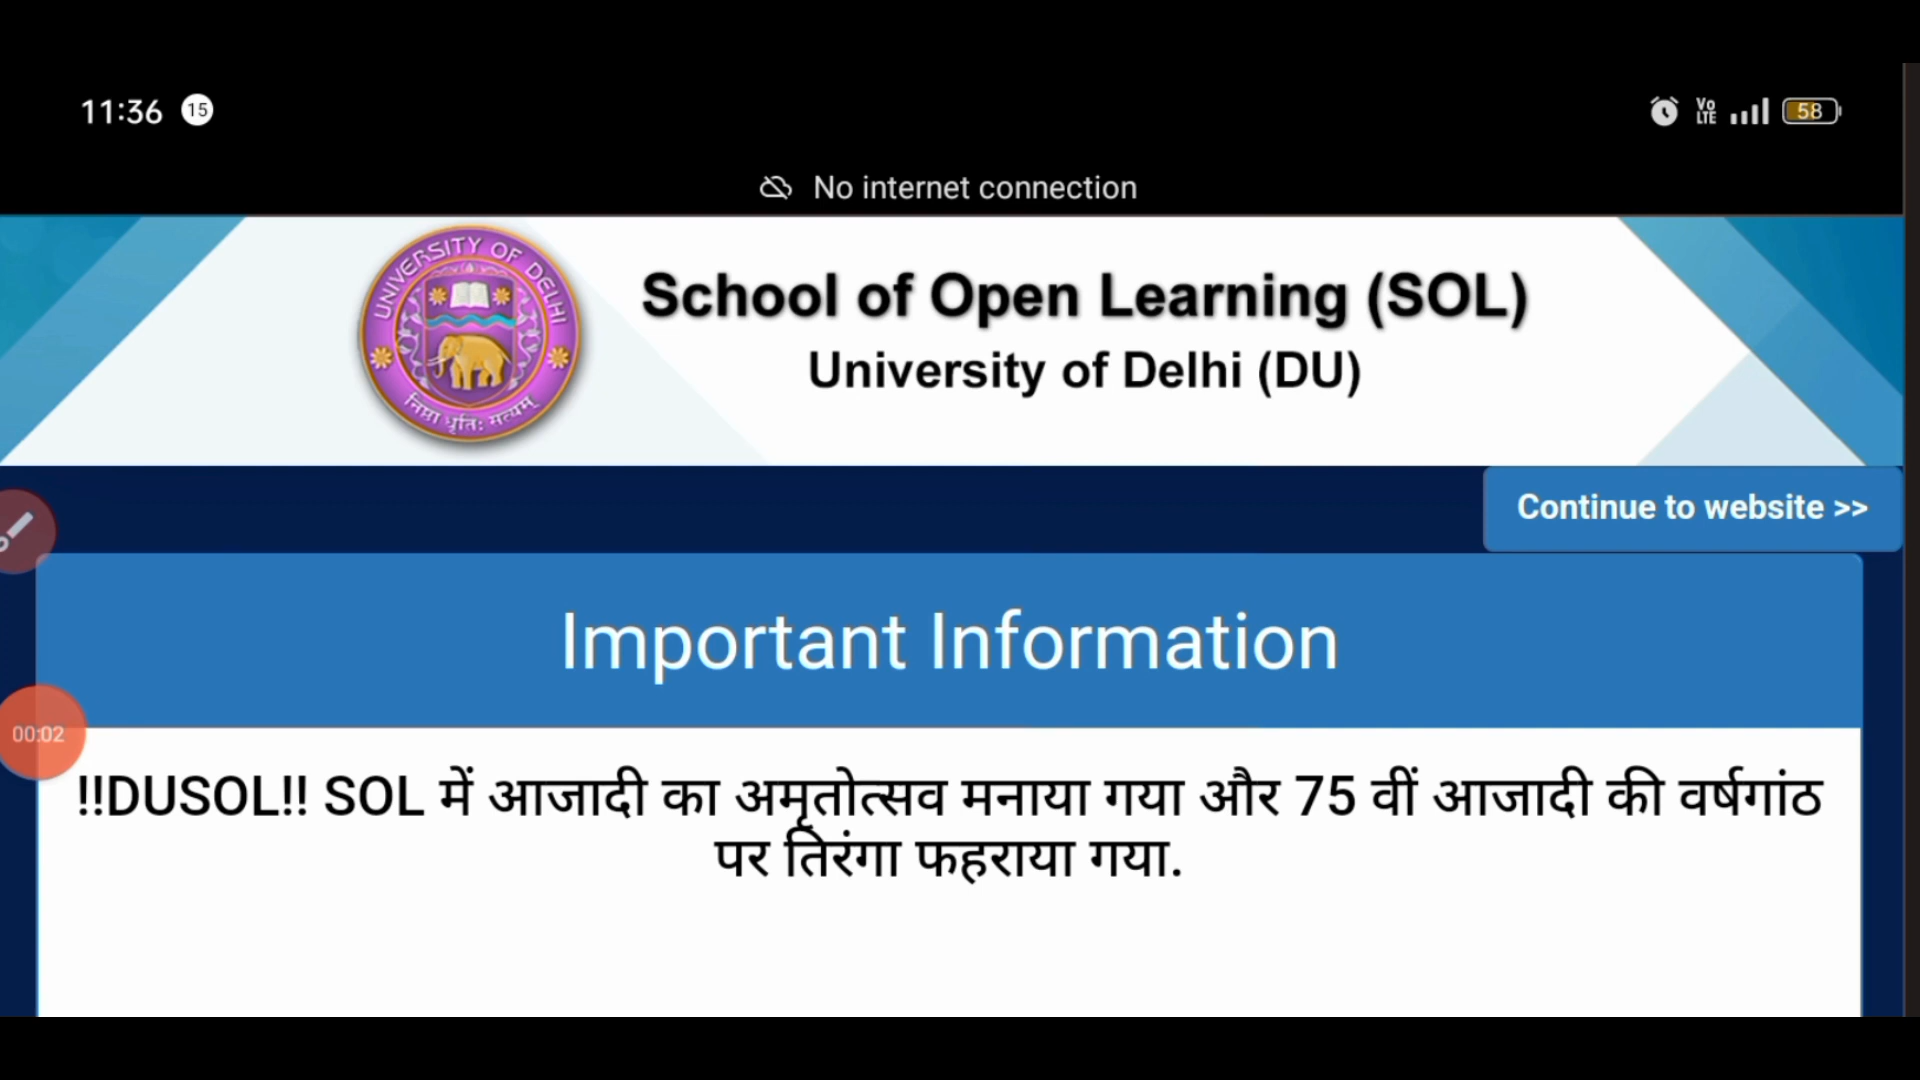 11:36 15
Vo LTE 58
No internet connection
UNIVERSITY OF DELHI
School of Open Learning (SOL)
University of Delhi (DU)
Continue to website >>
Important Information
00:02
!!DUSOL!! SOL में आजादी का अमृतोत्सव मनाया गया और 75 वीं आजादी की वर्षगांठ
पर तिरंगा फहराया गया.